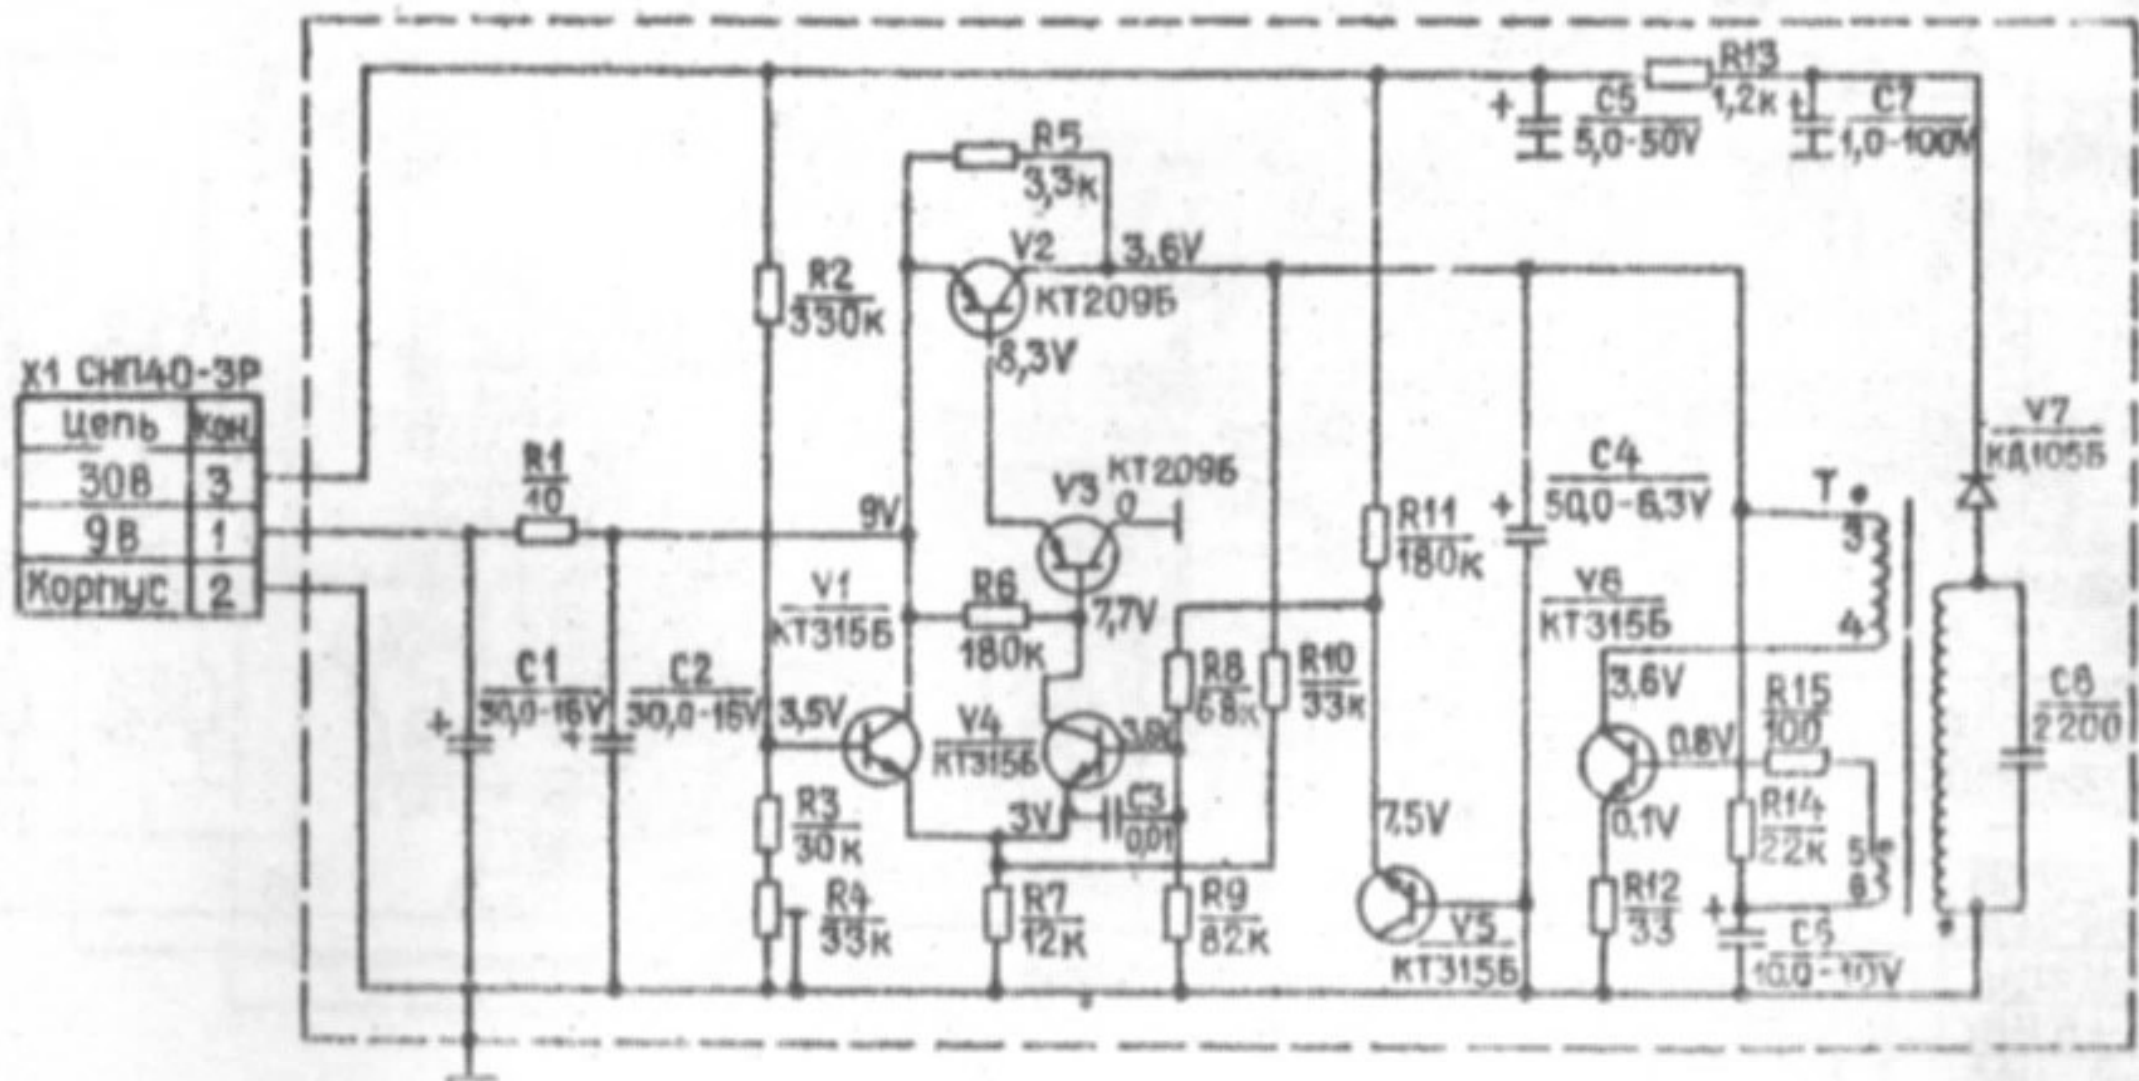 X1 СНП40-3Р
Цепь Кон.
30В 3
9В 1
Корпус 2
R1
10
C1
30,0-16V
C2
30,0-16V
R2
330к
3,5V
R3
30к
R4
33к
V1
КТ315Б
9V
R5
3,3к
V2
3,6V
КТ209Б
8,3V
КТ209Б
V3
0
R6
180к
7,7V
V4
КТ315Б
3V
C3
0,01
R7
12к
R8
68к
R9
82к
R10
33к
R11
180к
7,5V
V5
КТ315Б
C4
50,0-6,3V
C5
5,0-50V
R13
1,2к
C7
1,0-100V
V6
КТ315Б
3,6V
0,8V
0,1V
R12
33
R15
100
R14
22к
10,0-10V
T
3
4
5
6
V7
КД105Б
C8
2200